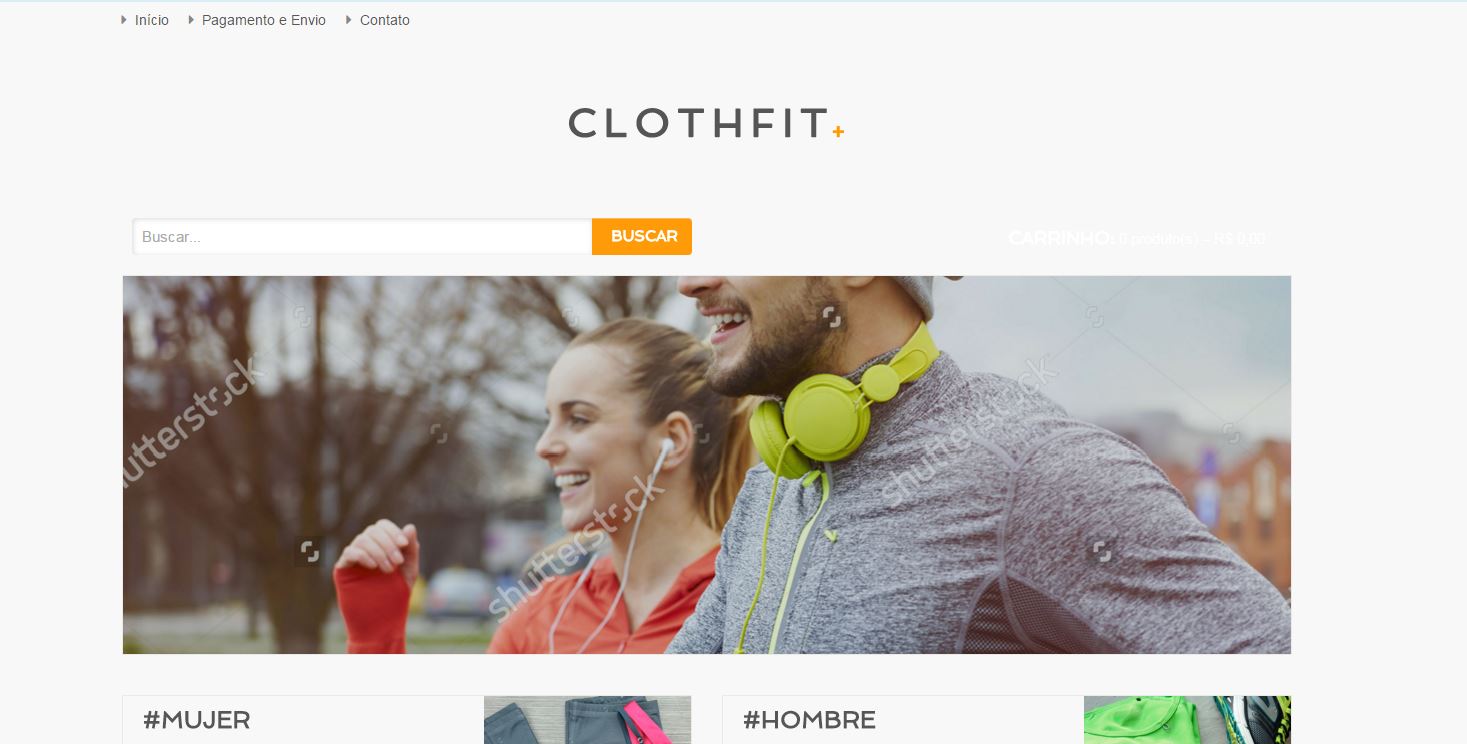 Início Pagamento e Envio Contato
CLOTHFIT+
Buscar... BUSCAR CARRINHO: 0 produto(s) - R$ 0,00
shutterstock shutterstock
shutterstock
#MUJER #HOMBRE